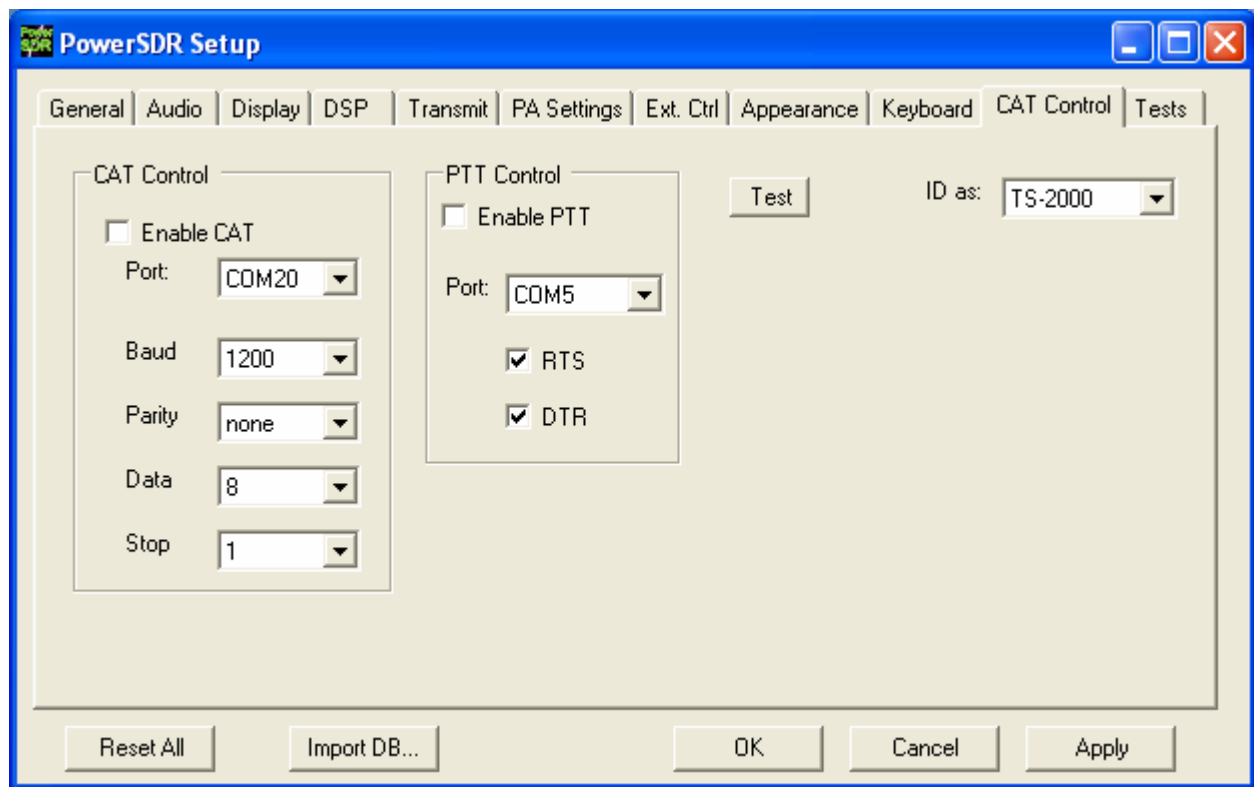 Power SDR PowerSDR Setup
General Audio Display DSP Transmit PA Settings Ext. Ctrl Appearance Keyboard CAT Control Tests
CAT Control
Enable CAT
Port: COM20
Baud 1200
Parity none
Data 8
Stop 1
PTT Control
Enable PTT
Port: COM5
RTS
DTR
Test
ID as: TS-2000
Reset All Import DB... OK Cancel Apply